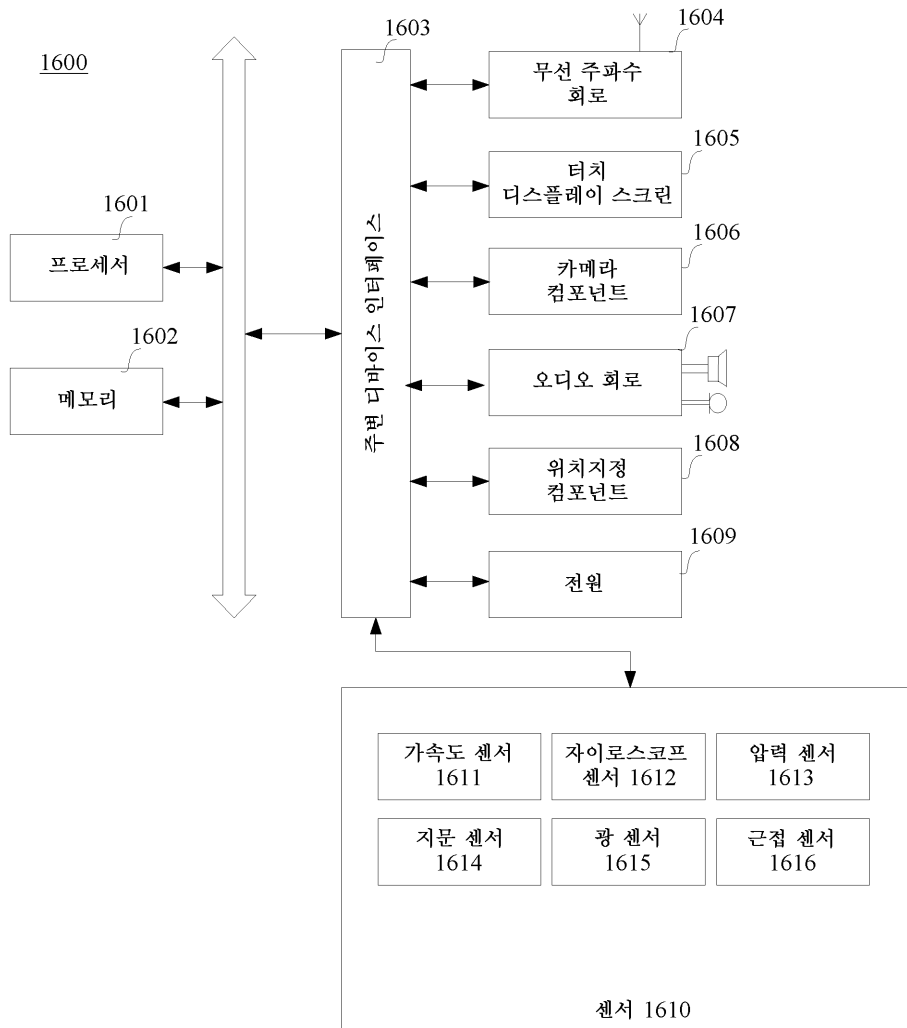 1600
1601
프로세서
1602
메모리
1603
주변 디바이스 인터페이스
1604
무선 주파수
회로
1605
터치
디스플레이 스크린
1606
카메라
컴포넌트
1607
오디오 회로
1608
위치지정
컴포넌트
1609
전원
가속도 센서
1611
자이로스코프
센서 1612
압력 센서
1613
지문 센서
1614
광 센서
1615
근접 센서
1616
센서 1610